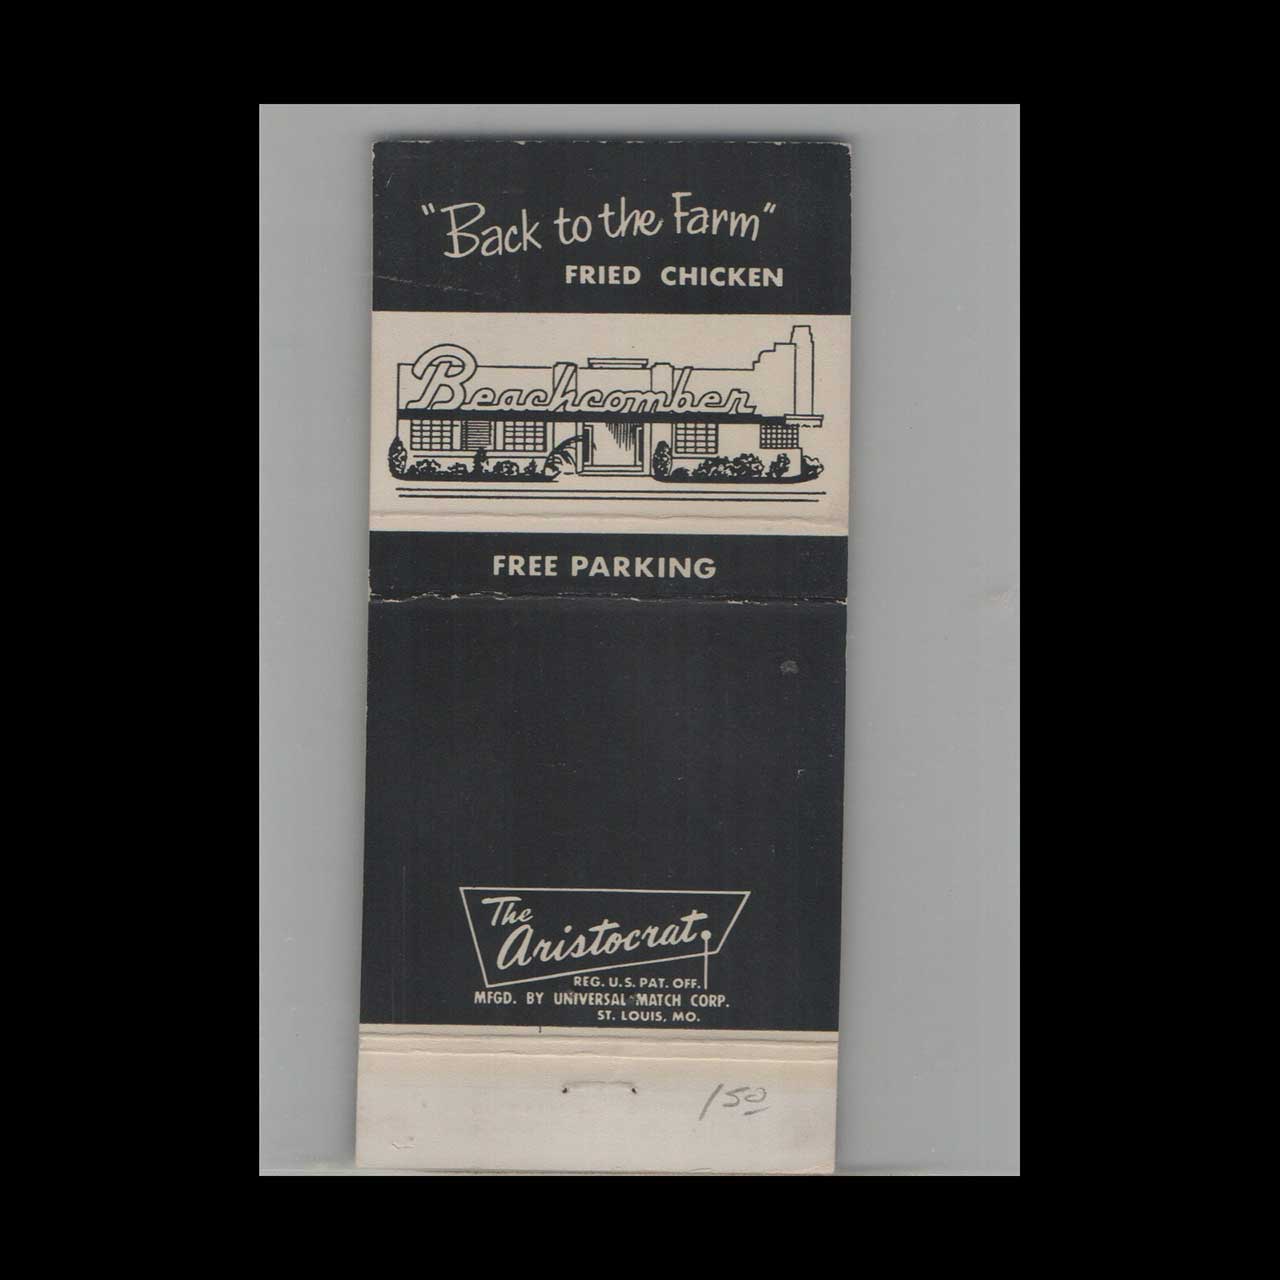 "Back to the Farm"
FRIED CHICKEN
Beachcomber
FREE PARKING
The
Aristocrat
REG. U.S. PAT. OFF.
MFGD. BY UNIVERSAL MATCH CORP.
ST. LOUIS, MO.
150